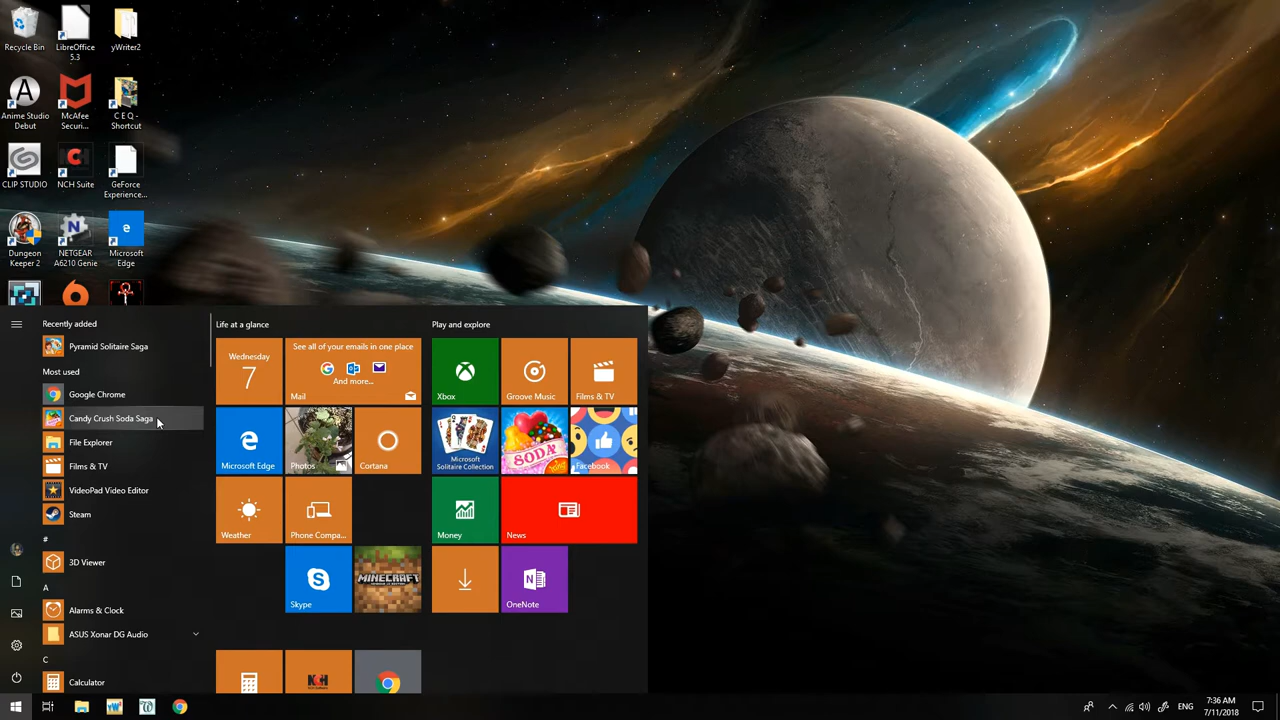 Recycle Bin
LibreOffice
5.3
yWriter2
Anime Studio
Debut
McAfee
Securi...
C E Q -
Shortcut
CLIP STUDIO
NCH Suite
GeForce
Experience...
Dungeon
Keeper 2
NETGEAR
A6210 Genie
Microsoft
Edge
Recently added
Pyramid Solitaire Saga
Most used
Google Chrome
Candy Crush Soda Saga
File Explorer
Films & TV
VideoPad Video Editor
Steam
#
3D Viewer
A
Alarms & Clock
ASUS Xonar DG Audio
C
Calculator
Life at a glance
Wednesday
7
See all of your emails in one place
And more...
Mail
Microsoft Edge
Photos
Cortana
Weather
Phone Compa...
Skype
MINECRAFT
NCH
Play and explore
Xbox
Groove Music
Films & TV
Microsoft
Solitaire Collection
SODA
Facebook
Money
News
OneNote
ENG
7:36 AM
7/11/2018